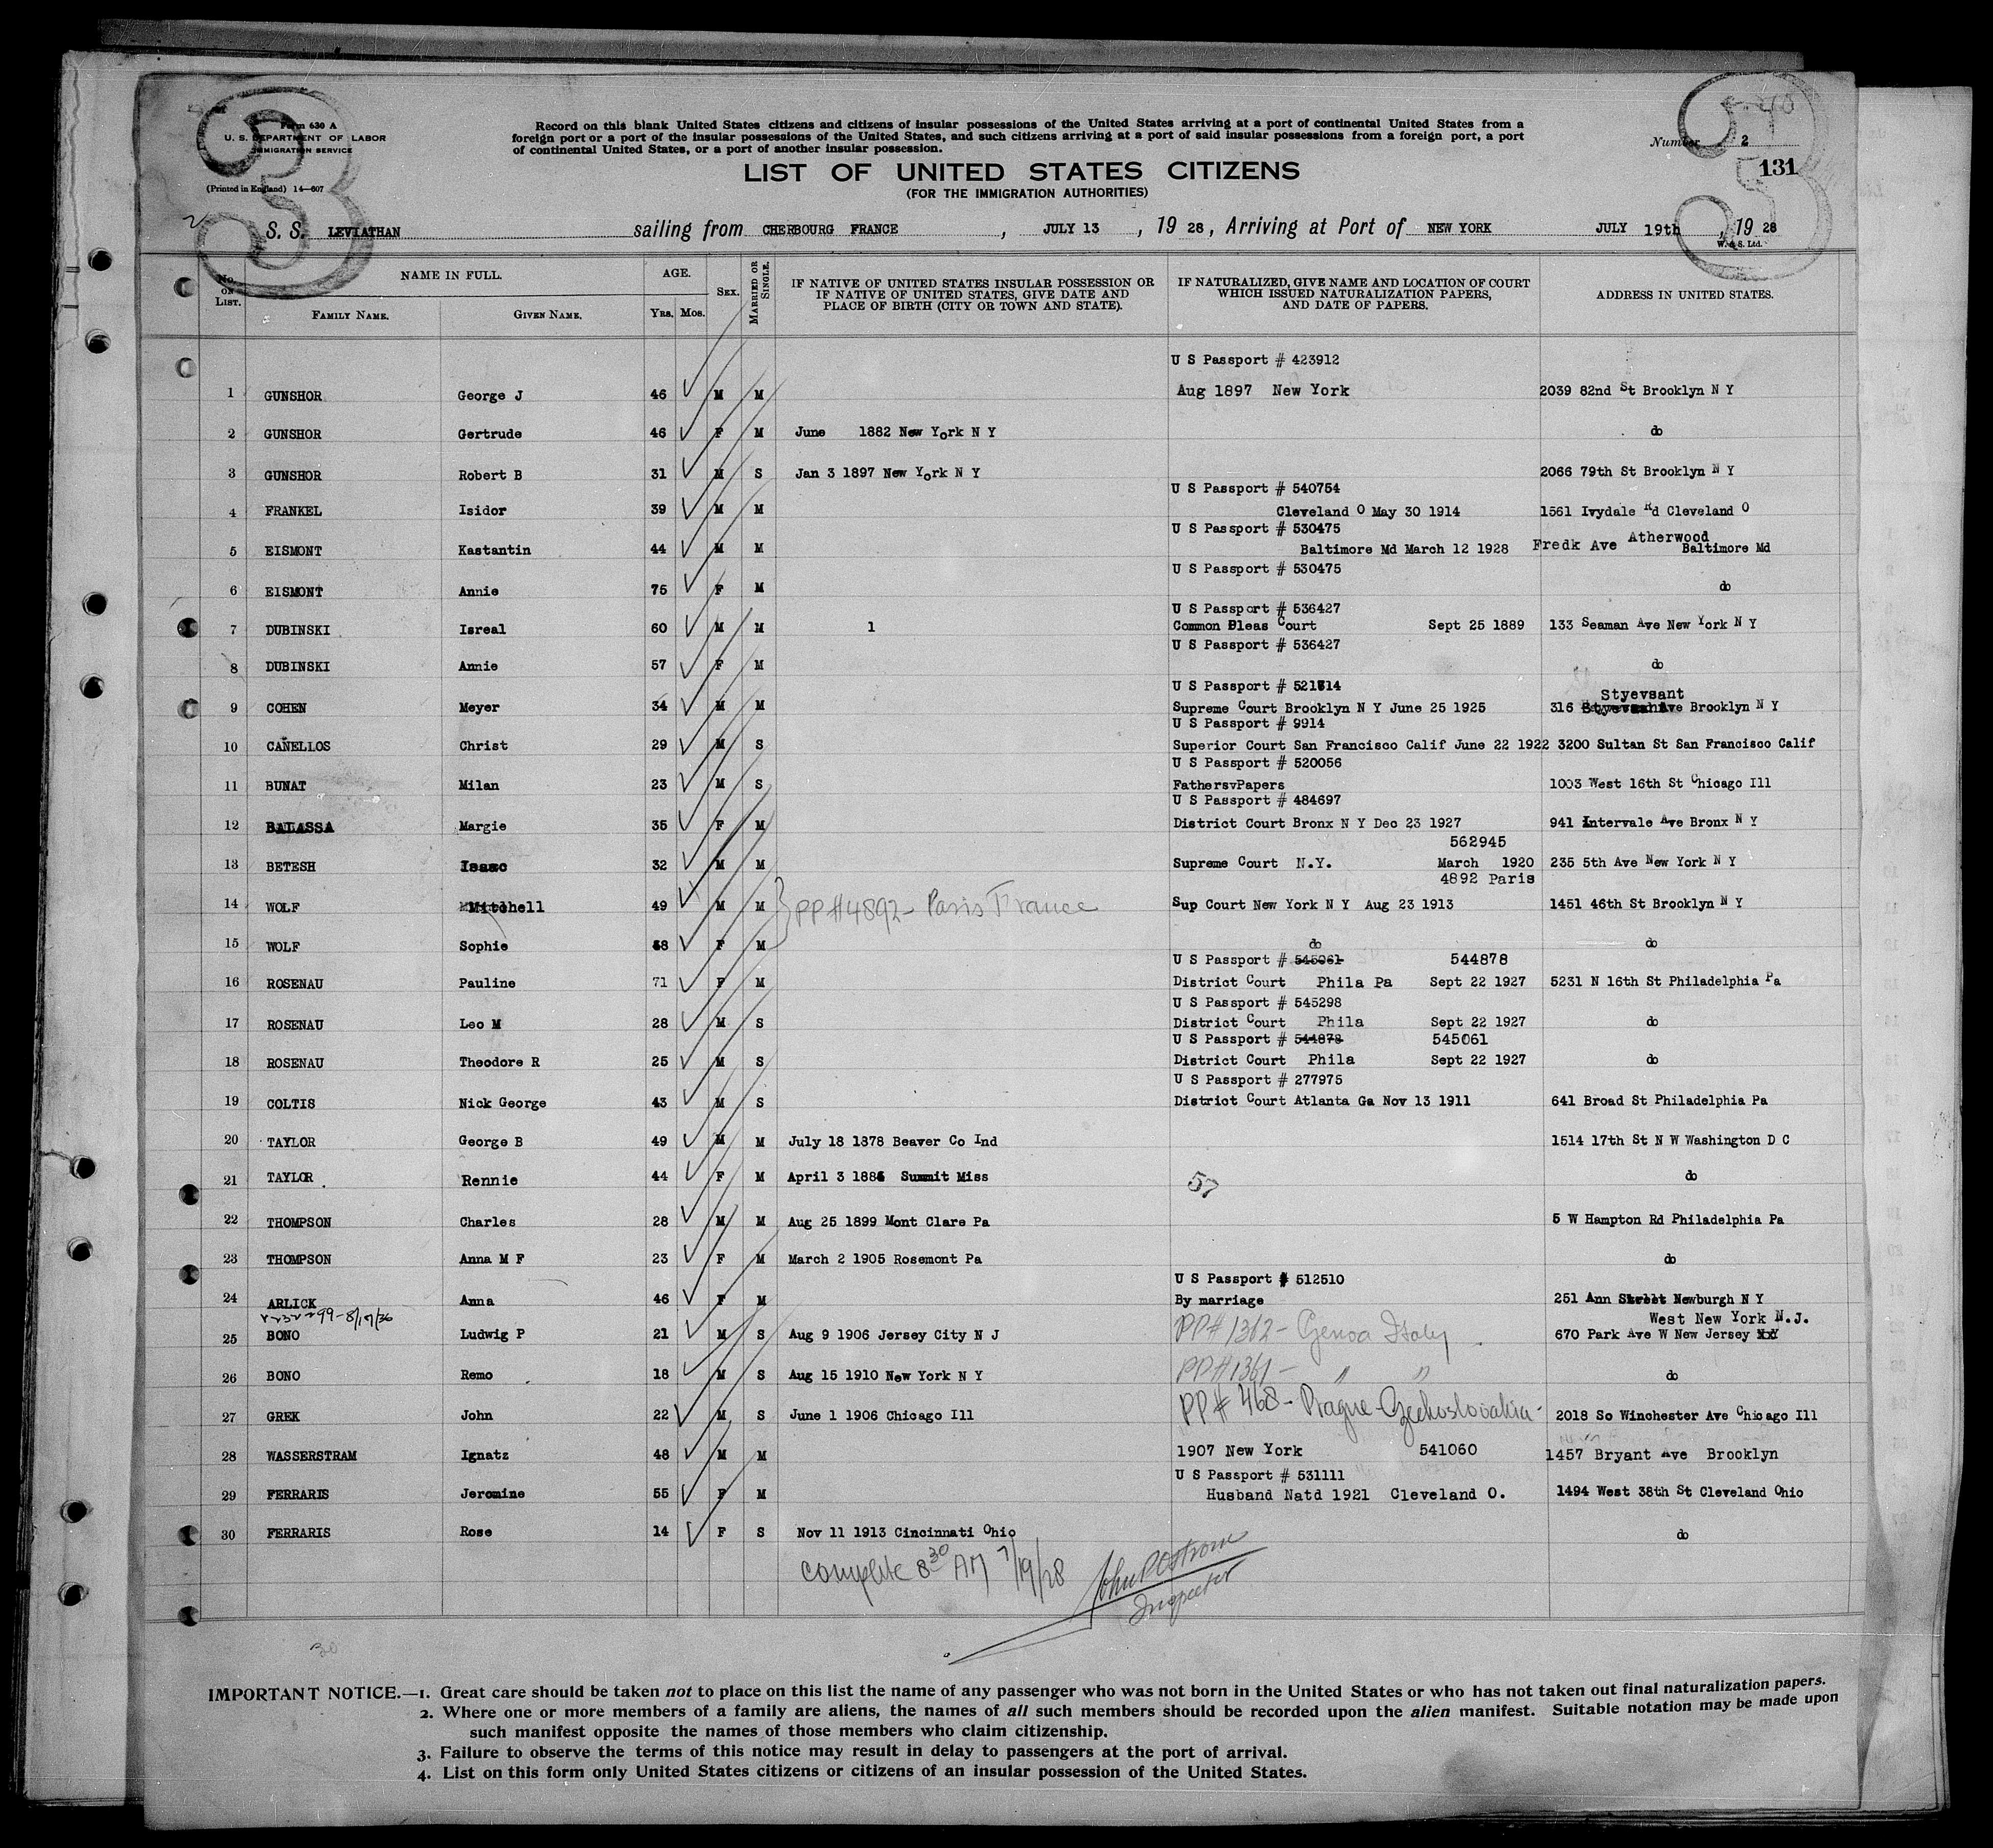 Form 630 A
U. S. DEPARTMENT OF LABOR
IMMIGRATION SERVICE
(Printed in England) 14—607
Record on this blank United States citizens and citizens of insular possessions of the United States arriving at a port of continental United States from a
foreign port or a port of the insular possessions of the United States, and such citizens arriving at a port of said insular possessions from a foreign port, a port
of continental United States, or a port of another insular possession.
Number 2
131
3 3
LIST OF UNITED STATES CITIZENS
(FOR THE IMMIGRATION AUTHORITIES)
S. S. LEVIATHAN sailing from CHERBOURG FRANCE, JULY 13, 19 28, Arriving at Port of NEW YORK JULY 19th, 19 28
W. & S. Ltd.
No. ON LIST. NAME IN FULL. FAMILY NAME. GIVEN NAME. AGE. YRS. MOS. SEX. MARRIED OR SINGLE. IF NATIVE OF UNITED STATES INSULAR POSSESSION OR IF NATIVE OF UNITED STATES, GIVE DATE AND PLACE OF BIRTH (CITY OR TOWN AND STATE). IF NATURALIZED, GIVE NAME AND LOCATION OF COURT WHICH ISSUED NATURALIZATION PAPERS, AND DATE OF PAPERS. ADDRESS IN UNITED STATES.
U S Passport # 423912
1 GUNSHOR George J 46 M M Aug 1897 New York 2039 82nd St Brooklyn N Y
2 GUNSHOR Gertrude 46 F M June 1882 New York N Y do
3 GUNSHOR Robert B 31 M S Jan 3 1897 New York N Y 2066 79th St Brooklyn N Y
U S Passport # 540754
4 FRANKEL Isidor 39 M M Cleveland O May 30 1914 1561 Ivydale Rd Cleveland O
U S Passport # 530475
5 EISMONT Kastantin 44 M M Baltimore Md March 12 1928 Fredk Ave Atherwood Baltimore Md
U S Passport # 530475
6 EISMONT Annie 75 F M do
U S Passport # 536427
7 DUBINSKI Isreal 60 M M 1 Common Pleas Court Sept 25 1889 133 Seaman Ave New York N Y
U S Passport # 536427
8 DUBINSKI Annie 57 F M do
U S Passport # 521714 Styevsant
9 COHEN Meyer 34 M M Supreme Court Brooklyn N Y June 25 1925 316 Ave Brooklyn N Y
U S Passport # 9914
10 CANELLOS Christ 29 M S Superior Court San Francisco Calif June 22 1922 3200 Sultan St San Francisco Calif
U S Passport # 520056
11 BUNAT Milan 23 M S FathersvPapers 1003 West 16th St Chicago Ill
U S Passport # 484697
12 BALASSA Margie 35 F M District Court Bronx N Y Dec 23 1927 941 Intervale Ave Bronx N Y
562945
13 BETESH Isaac 32 M M Supreme Court N.Y. March 1920 235 5th Ave New York N Y
4892 Paris
14 WOLF Mitchell 49 M M PP#4892- Paris France Sup Court New York N Y Aug 23 1913 1451 46th St Brooklyn N Y
15 WOLF Sophie 48 F M do do
U S Passport # 545061 544878
16 ROSENAU Pauline 71 F M District Court Phila Pa Sept 22 1927 5231 N 16th St Philadelphia Pa
U S Passport # 545298
17 ROSENAU Leo M 28 M S District Court Phila Sept 22 1927 do
U S Passport # 544878 545061
18 ROSENAU Theodore R 25 M S District Court Phila Sept 22 1927 do
U S Passport # 277975
19 COLTIS Nick George 43 M S District Court Atlanta Ga Nov 13 1911 641 Broad St Philadelphia Pa
20 TAYLOR George B 49 M M July 18 1878 Beaver Co Ind 1514 17th St N W Washington D C
21 TAYLOR Rennie 44 F M April 3 1884 Summit Miss 57 do
22 THOMPSON Charles 28 M M Aug 25 1899 Mont Clare Pa 5 W Hampton Rd Philadelphia Pa
23 THOMPSON Anna M F 23 F M March 2 1905 Rosemont Pa do
U S Passport # 512510
24 ARLICK Anna 46 F M By marriage 251 Ann Street Newburgh N Y
West New York N.J.
25 BONO Ludwig P 21 M S Aug 9 1906 Jersey City N J PP# 1362- Genoa Italy 670 Park Ave W New Jersey
26 BONO Remo 18 M S Aug 15 1910 New York N Y PP#1361- " " do
27 GREK John 22 M S June 1 1906 Chicago Ill PP# 468- Prague-Czechoslovakia- 2018 So Winchester Ave Chicago Ill
28 WASSERSTRAM Ignatz 48 M M 1907 New York 541060 1457 Bryant Ave Brooklyn
U S Passport # 531111
29 FERRARIS Jeromine 55 F M Husband Natd 1921 Cleveland O. 1494 West 38th St Cleveland Ohio
30 FERRARIS Rose 14 F S Nov 11 1913 Cincinnati Ohio do
Complete 8 30 AM 7/19/28 John P Ostrom
Inspector
30
IMPORTANT NOTICE.—1. Great care should be taken not to place on this list the name of any passenger who was not born in the United States or who has not taken out final naturalization papers.
2. Where one or more members of a family are aliens, the names of all such members should be recorded upon the alien manifest. Suitable notation may be made upon
such manifest opposite the names of those members who claim citizenship.
3. Failure to observe the terms of this notice may result in delay to passengers at the port of arrival.
4. List on this form only United States citizens or citizens of an insular possession of the United States.